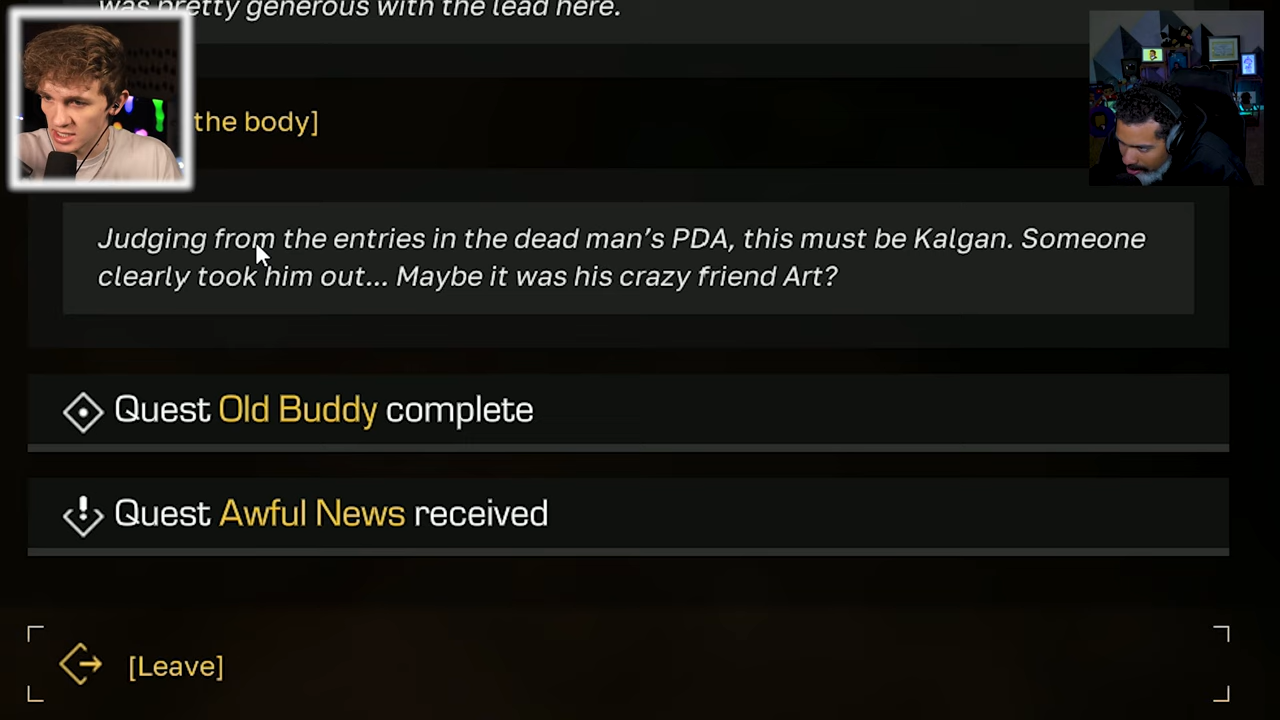 was pretty generous with the lead here.
the body]
Judging from the entries in the dead man's PDA, this must be Kalgan. Someone
clearly took him out... Maybe it was his crazy friend Art?
Quest Old Buddy complete
Quest Awful News received
[Leave]